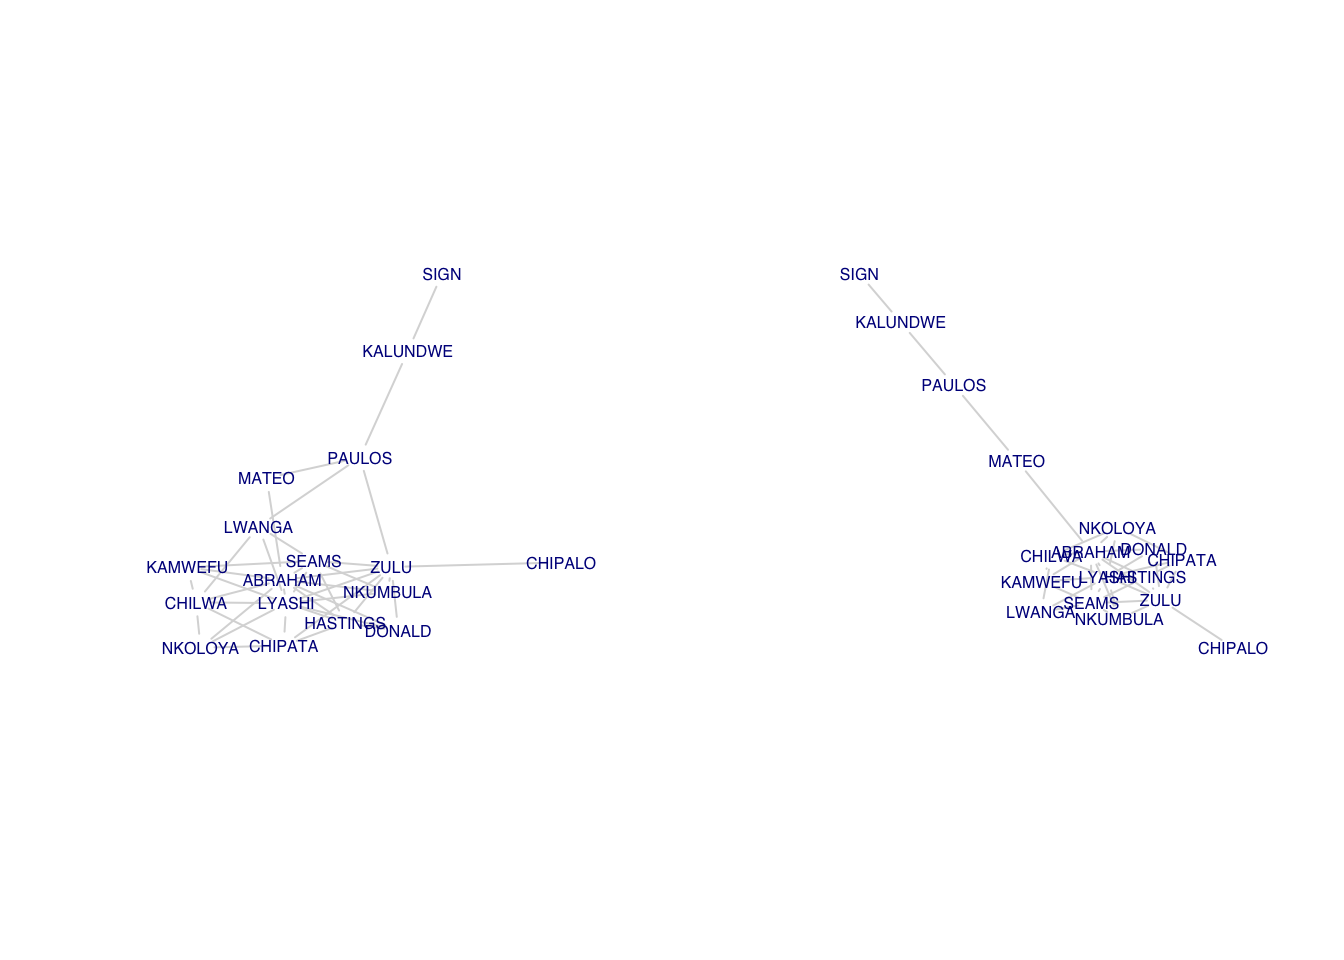 SIGN
KALUNDWE
PAULOS
MATEO
LWANGA
SEAMS
KAMWEFU
ZULU
CHIPALO
ABRAHAM
NKUMBULA
CHILWA
LYASHI
HASTINGS
DONALD
NKOLOYA
CHIPATA
SIGN
KALUNDWE
PAULOS
MATEO
NKOLOYA
DONALD
ABRAHAM
CHILWA
CHIPATA
LYASHI
HASTINGS
KAMWEFU
ZULU
SEAMS
LWANGA
NKUMBULA
CHIPALO